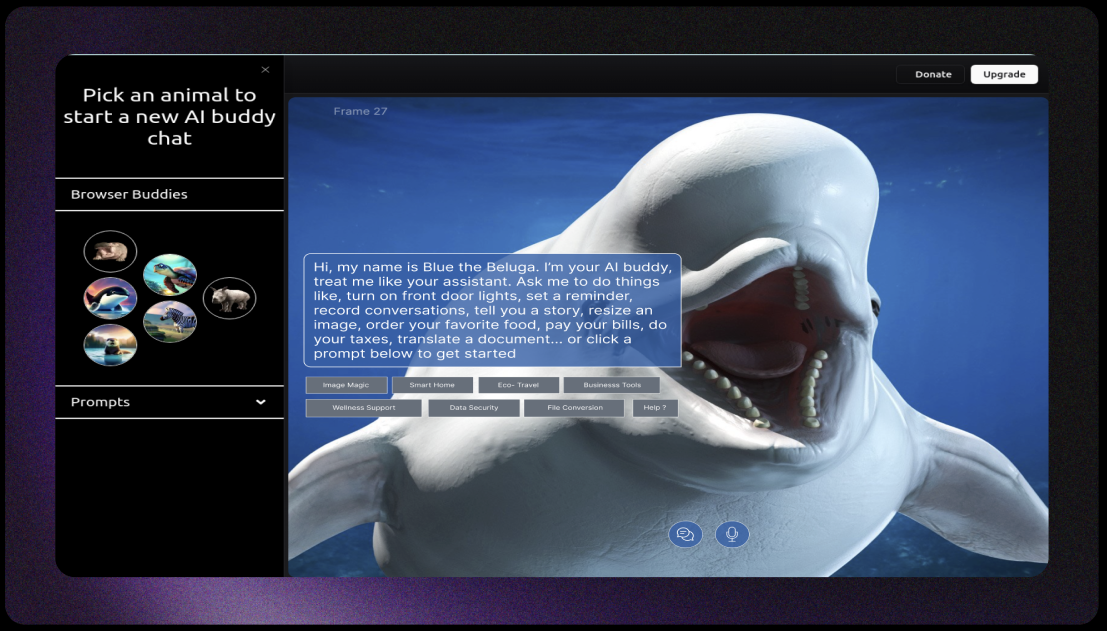 Pick an animal to
start a new AI buddy
chat
Browser Buddies
Prompts
Donate
Upgrade
Frame 27
Hi, my name is Blue the Beluga. I'm your AI buddy,
treat me like your assistant. Ask me to do things
like, turn on front door lights, set a reminder,
record conversations, tell you a story, resize an
image, order your favorite food, pay your bills, do
your taxes, translate a document... or click a
prompt below to get started
Image Magic
Smart Home
Eco- Travel
Businesss Tools
Wellness Support
Data Security
File Conversion
Help ?